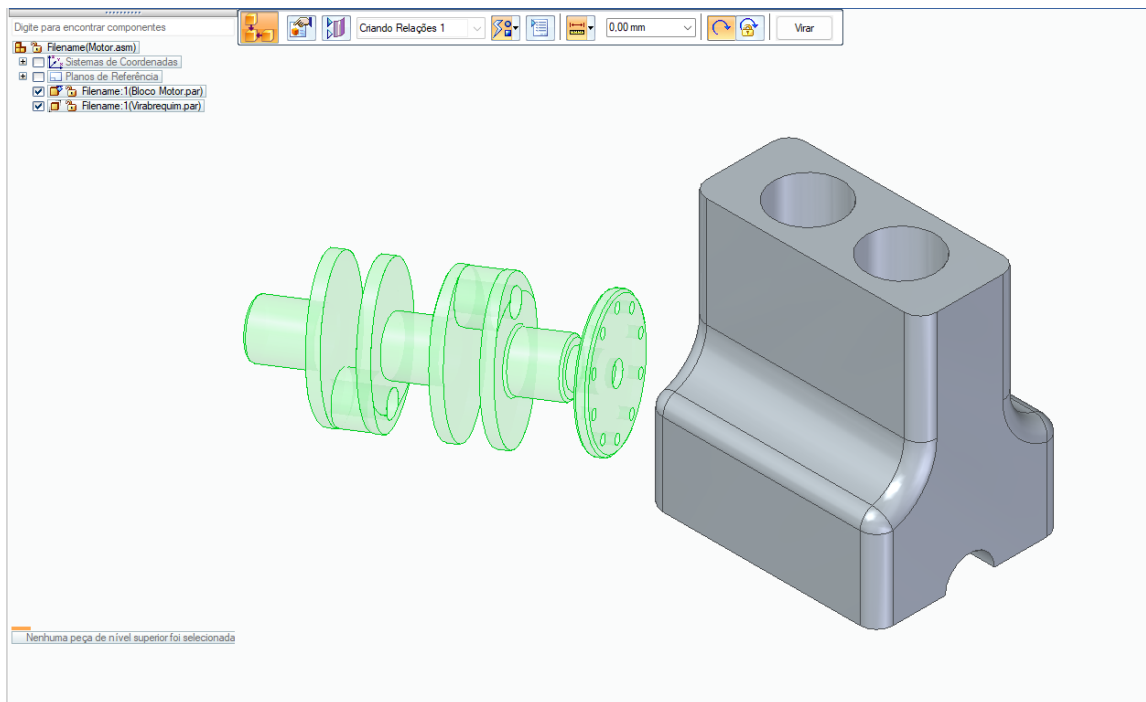 Digite para encontrar componentes
Criando Relações 1
0,00 mm
Virar
Filename(Motor.asm)
Sistemas de Coordenadas
Planos de Referência
Filename:1(Bloco Motor.par)
Filename:1(Virabrequim.par)
Nenhuma peça de nível superior foi selecionada